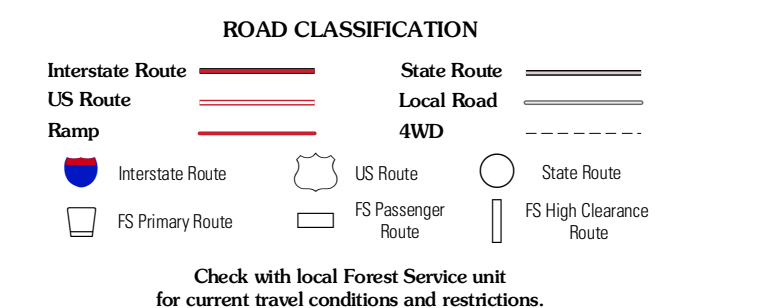 ROAD CLASSIFICATION
Interstate Route
State Route
US Route
Local Road
Ramp
4WD
Interstate Route
US Route
State Route
FS Primary Route
FS Passenger
Route
FS High Clearance
Route
Check with local Forest Service unit
for current travel conditions and restrictions.